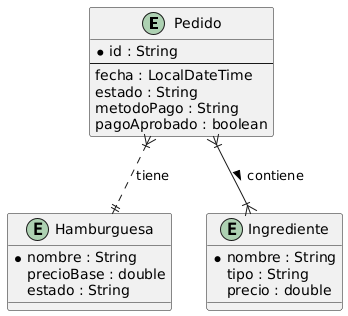 E Pedido
id : String
fecha : LocalDateTime
estado : String
metodoPago : String
pagoAprobado : boolean
tiene
contiene
E Hamburguesa
nombre : String
precioBase : double
estado : String
E Ingrediente
nombre : String
tipo : String
precio : double